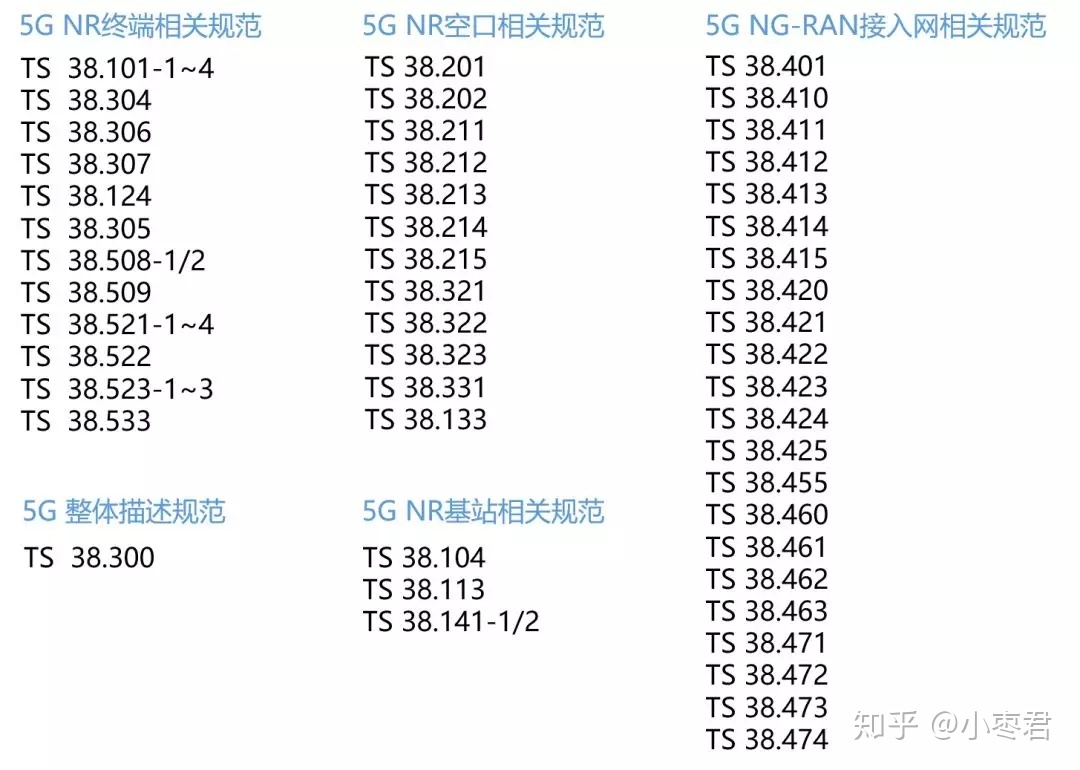 5G NR终端相关规范
TS 38.101-1~4
TS 38.304
TS 38.306
TS 38.307
TS 38.124
TS 38.305
TS 38.508-1/2
TS 38.509
TS 38.521-1~4
TS 38.522
TS 38.523-1~3
TS 38.533
5G 整体描述规范
TS 38.300
5G NR空口相关规范
TS 38.201
TS 38.202
TS 38.211
TS 38.212
TS 38.213
TS 38.214
TS 38.215
TS 38.321
TS 38.322
TS 38.323
TS 38.331
TS 38.133
5G NR基站相关规范
TS 38.104
TS 38.113
TS 38.141-1/2
5G NG-RAN接入网相关规范
TS 38.401
TS 38.410
TS 38.411
TS 38.412
TS 38.413
TS 38.414
TS 38.415
TS 38.420
TS 38.421
TS 38.422
TS 38.423
TS 38.424
TS 38.425
TS 38.455
TS 38.460
TS 38.461
TS 38.462
TS 38.463
TS 38.471
TS 38.472
TS 38.473
TS 38.474
知乎 @小枣君